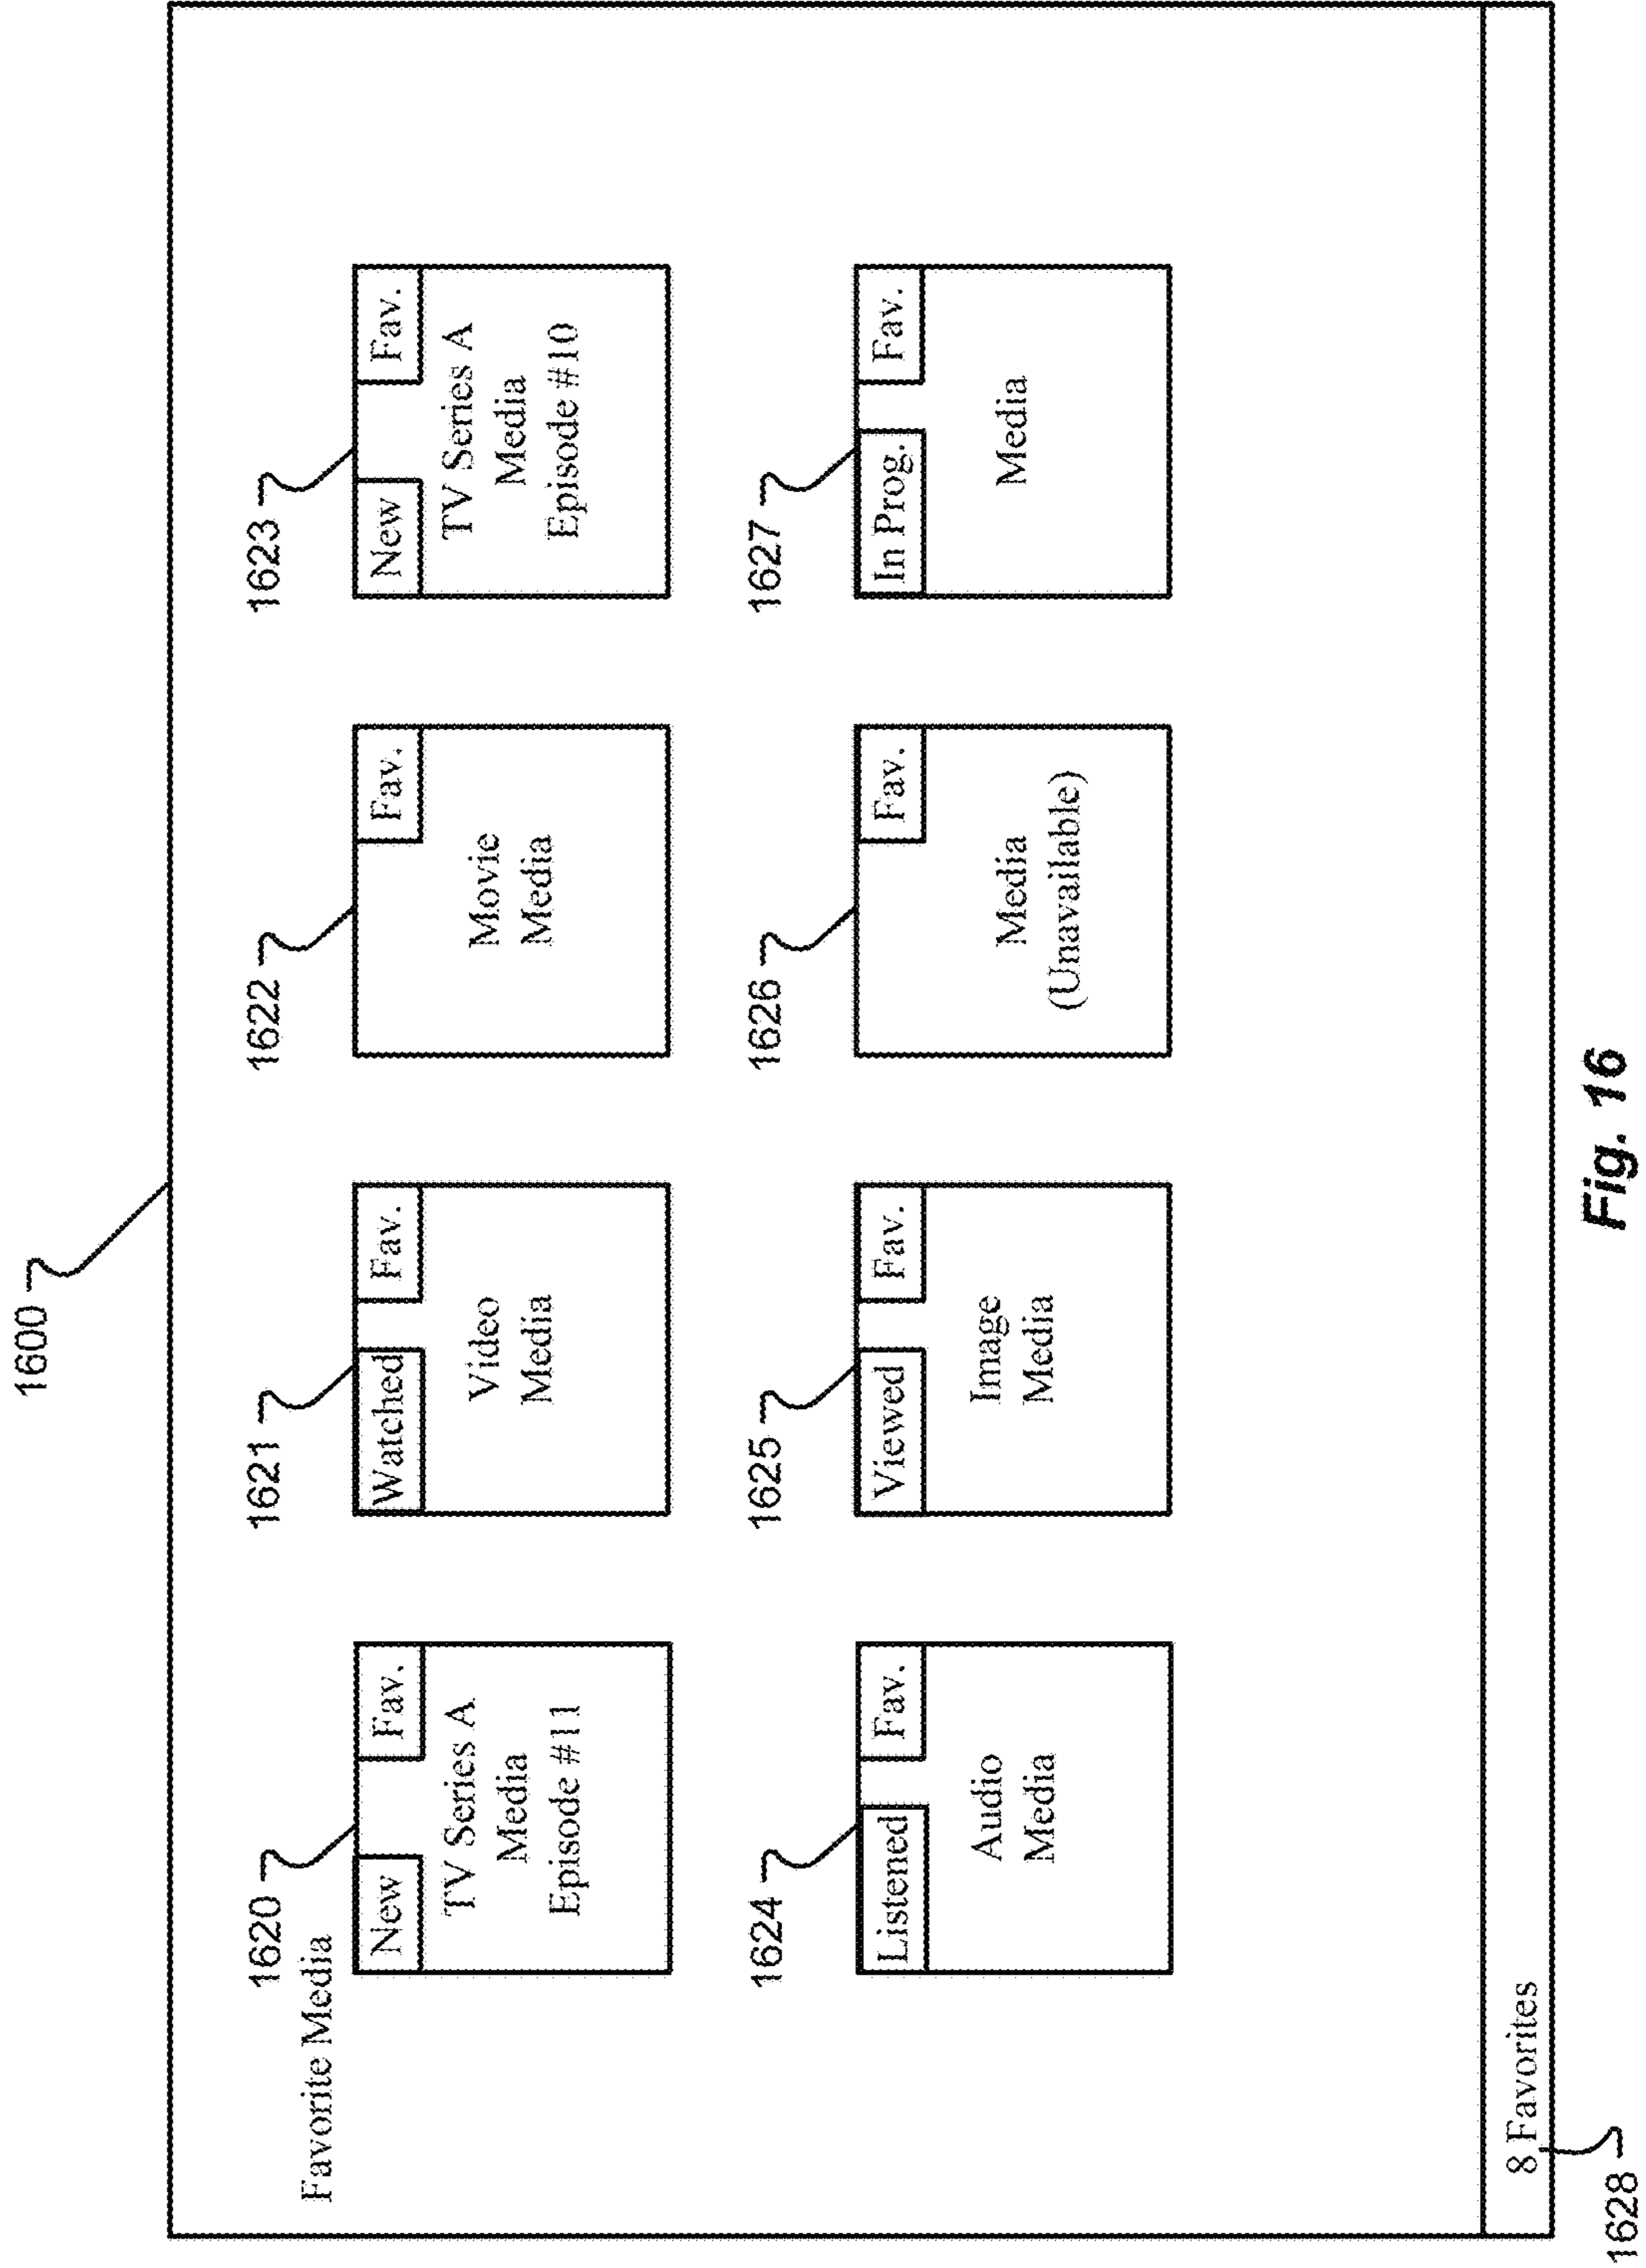 1600
Favorite Media
1620
New
Fav.
TV Series A
Media
Episode #11
1621
Watched
Fav.
Video
Media
1622
Fav.
Movie
Media
1623
New
Fav.
TV Series A
Media
Episode #10
1624
Listened
Fav.
Audio
Media
1625
Viewed
Fav.
Image
Media
1626
Fav.
Media
(Unavailable)
1627
In Prog.
Fav.
Media
8 Favorites
1628
Fig. 16